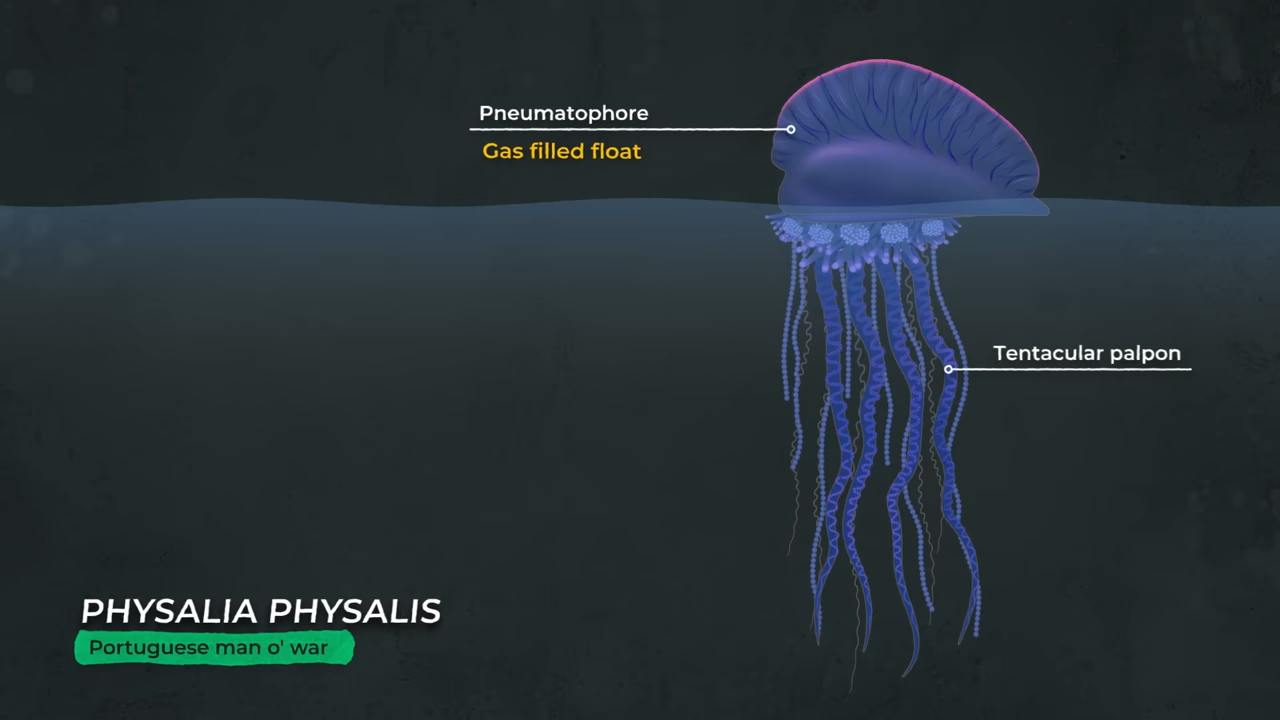 Pneumatophore
Gas filled float
Tentacular palpon
PHYSALIA PHYSALIS
Portuguese man o' war